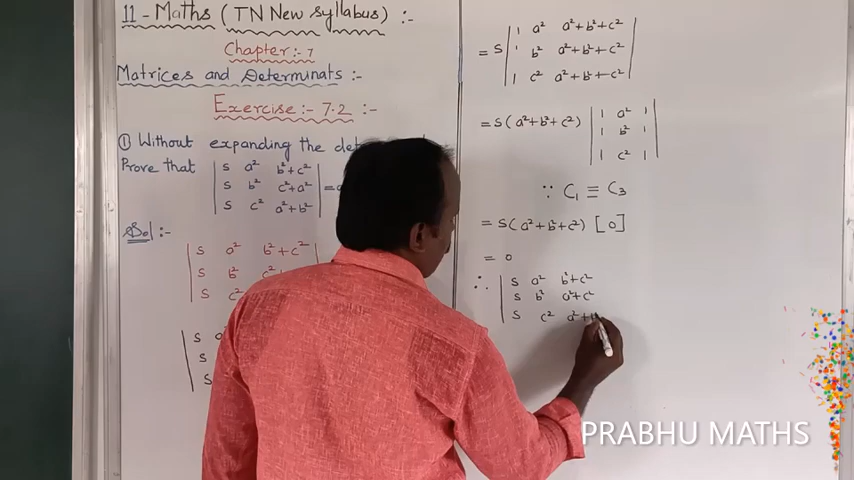 11 - Maths (TN New syllabus) :-
Chapter :- 7
Matrices and Determinats :-
Exercise :- 7.2 :-
① Without expanding the
Prove that | s a² b²+c² |
| s b² c²+a² | =
| s c² a²+b² |
Sol :-
| s a² b²+c² |
| s b²
| s c²
| s
| s
| s
= s | 1 a² a²+b²+c² |
| 1 b² a²+b²+c² |
| 1 c² a²+b²+c² |
= s(a²+b²+c²) | 1 a² 1 |
| 1 b² 1 |
| 1 c² 1 |
∵ C₁ ≡ C₃
= s(a²+b²+c²) [0]
= 0
∴ | s a² b²+c²
| s b² a²+c²
| s c² a²+
PRABHU MATHS